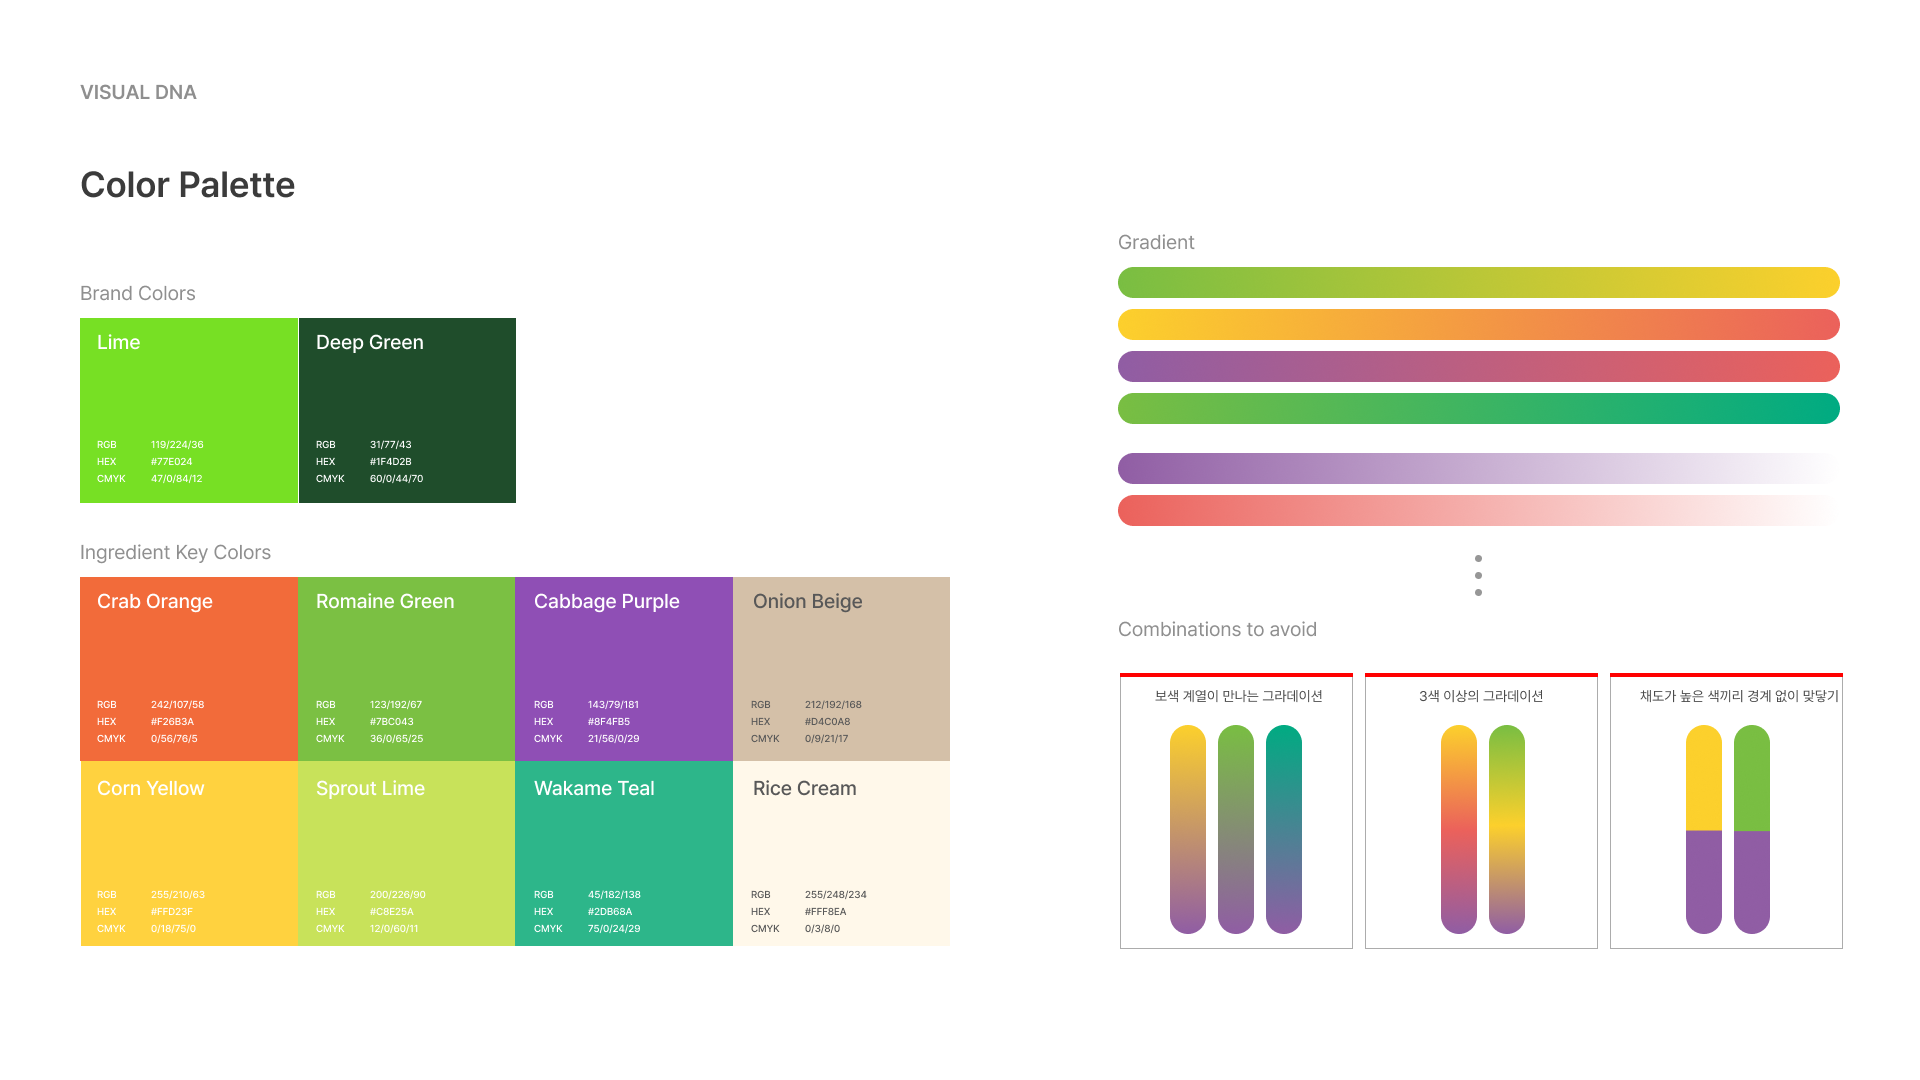 VISUAL DNA
Color Palette
Brand Colors
Lime
RGB 119/224/36
HEX #77E024
CMYK 47/0/84/12
Deep Green
RGB 31/77/43
HEX #1F4D2B
CMYK 60/0/44/70
Ingredient Key Colors
Crab Orange
RGB 242/107/58
HEX #F26B3A
CMYK 0/56/76/5
Romaine Green
RGB 123/192/67
HEX #7BC043
CMYK 36/0/65/25
Cabbage Purple
RGB 143/79/181
HEX #8F4FB5
CMYK 21/56/0/29
Onion Beige
RGB 212/192/168
HEX #D4C0A8
CMYK 0/9/21/17
Corn Yellow
RGB 255/210/63
HEX #FFD23F
CMYK 0/18/75/0
Sprout Lime
RGB 200/226/90
HEX #C8E25A
CMYK 12/0/60/11
Wakame Teal
RGB 45/182/138
HEX #2DB68A
CMYK 75/0/24/29
Rice Cream
RGB 255/248/234
HEX #FFF8EA
CMYK 0/3/8/0
Gradient
Combinations to avoid
보색 계열이 만나는 그라데이션
3색 이상의 그라데이션
채도가 높은 색끼리 경계 없이 맞닿기